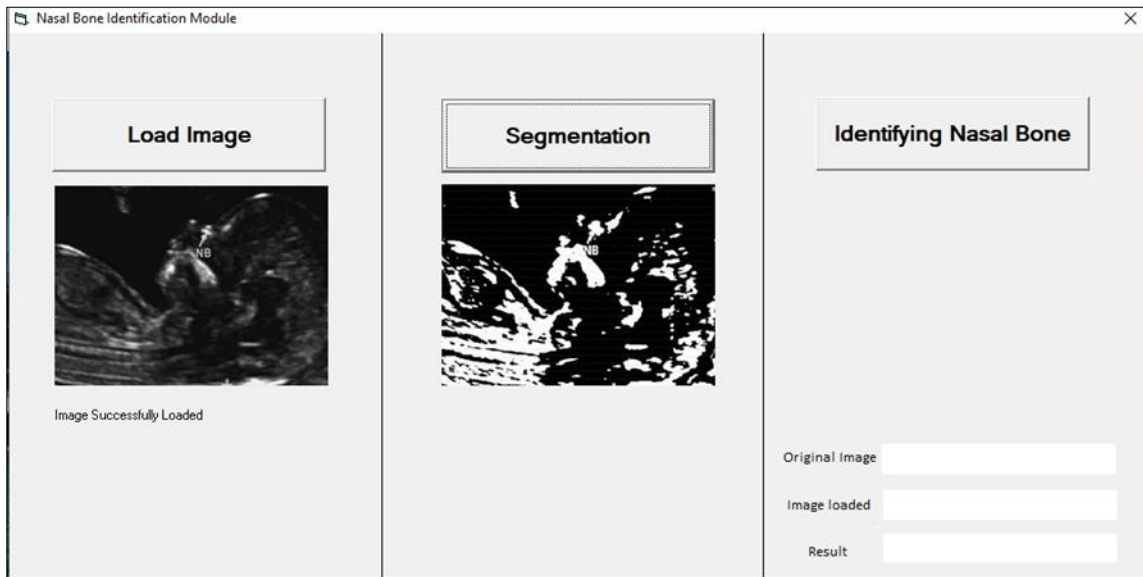 Nasal Bone Identification Module
Load Image
NB
Image Successfully Loaded
Segmentation
NB
Identifying Nasal Bone
Original Image
Image loaded
Result